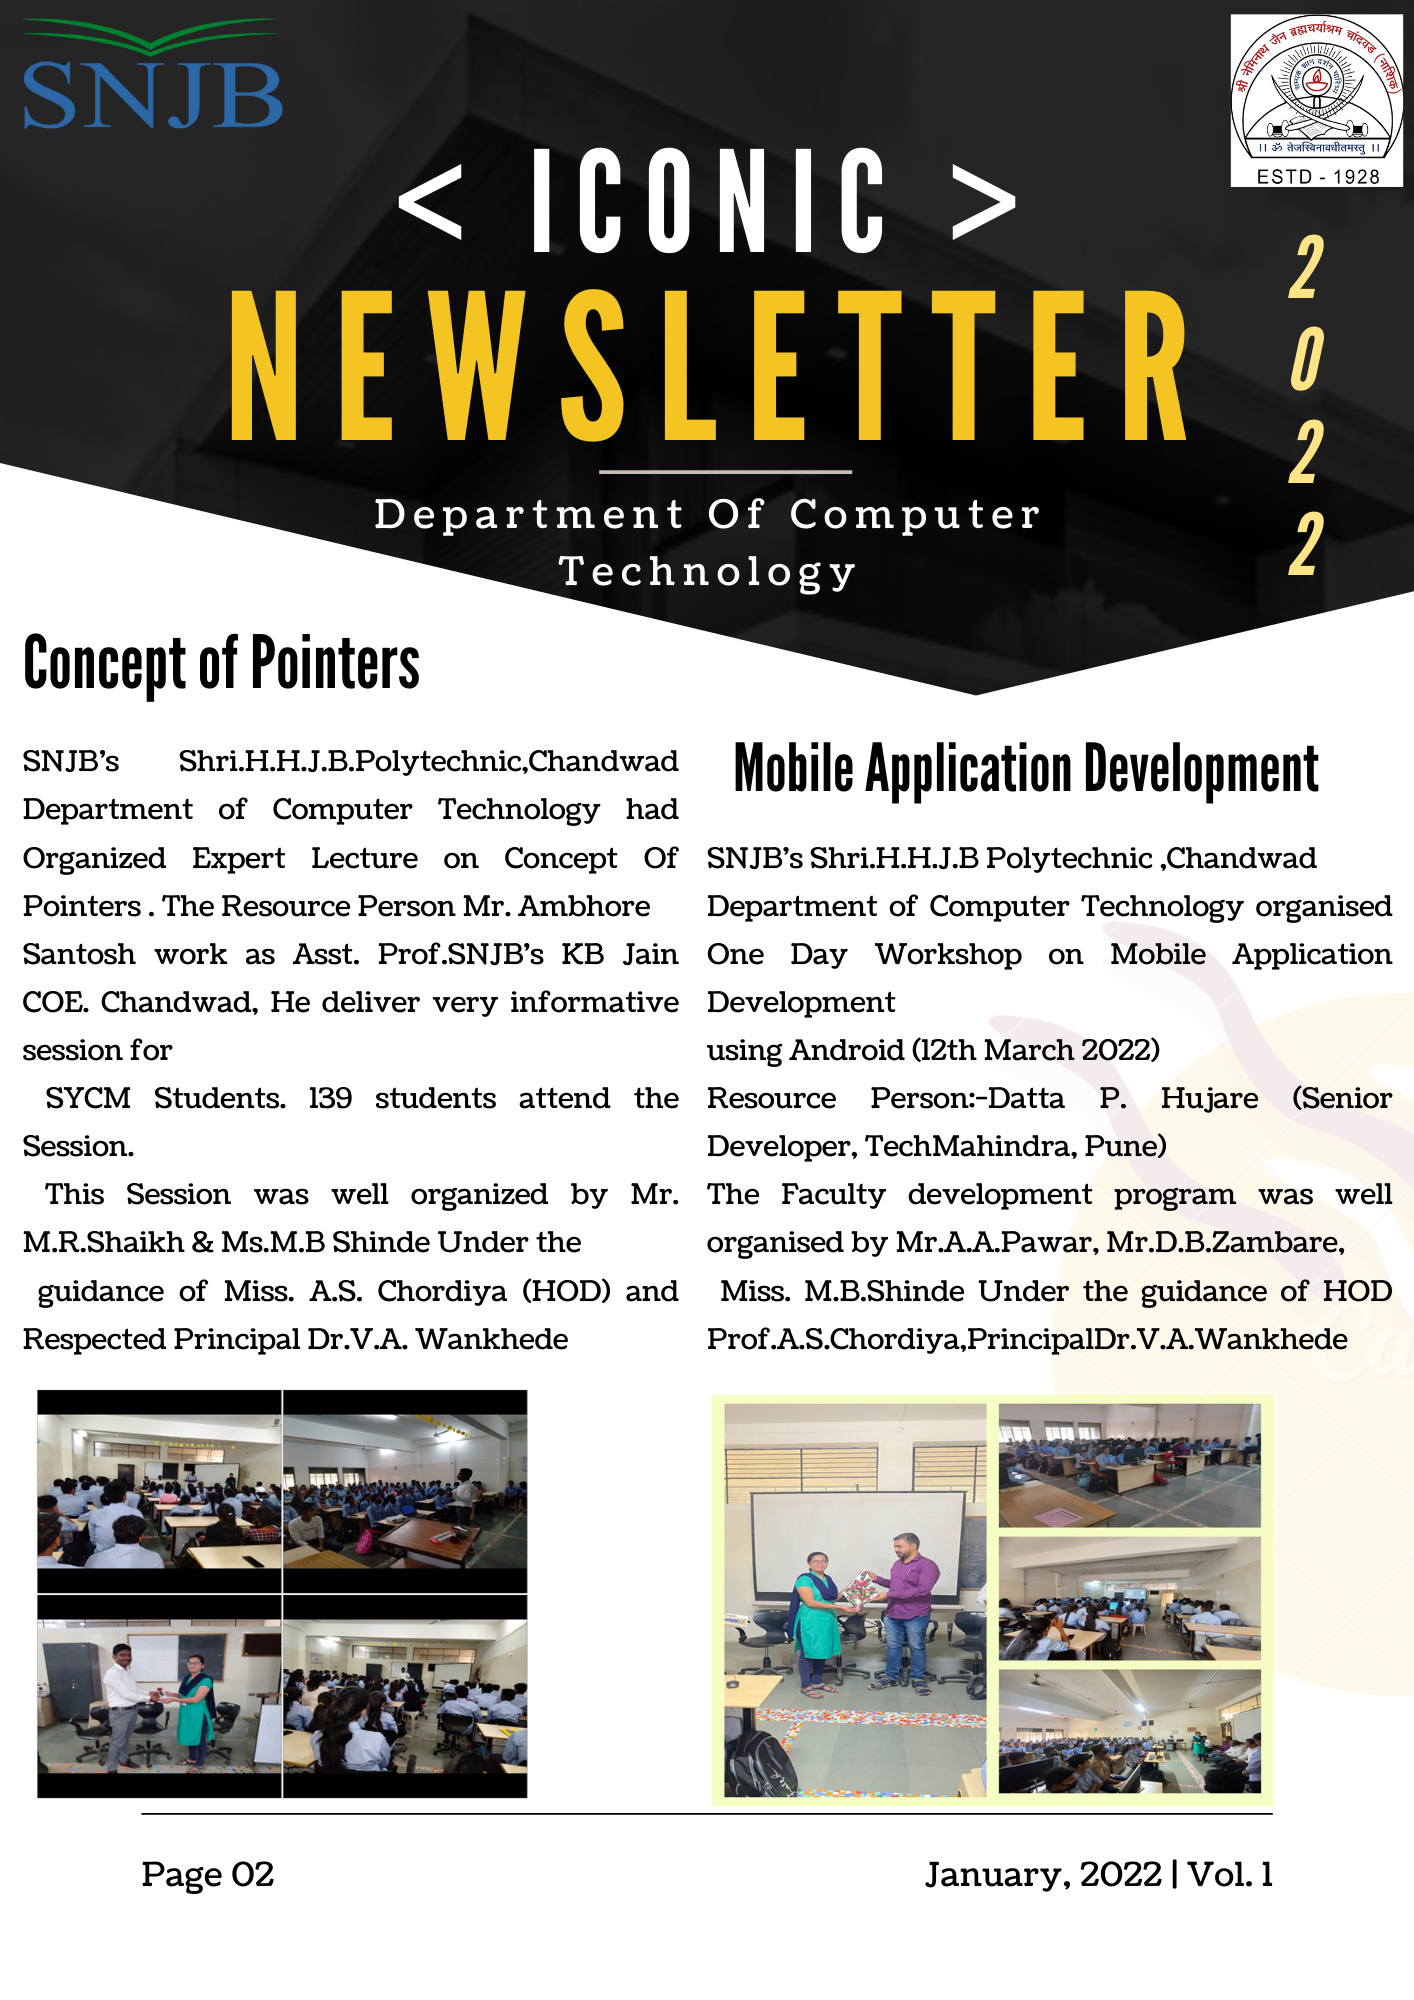 SNJB
श्री नेमिनाथ जैन ब्रह्मचर्याश्रम चांदवड (नाशिक)
सम्यक ज्ञान दर्शन चारित्र्य
।। ॐ तेजस्विनावधीतमस्तु ।।
ESTD - 1928
< ICONIC >
NEWSLETTER
2022
Department Of Computer
Technology
Concept of Pointers
SNJB's Shri.H.H.J.B.Polytechnic,Chandwad
Department of Computer Technology had
Organized Expert Lecture on Concept Of
Pointers . The Resource Person Mr. Ambhore
Santosh work as Asst. Prof.SNJB's KB Jain
COE. Chandwad, He deliver very informative
session for
SYCM Students. 139 students attend the
Session.
This Session was well organized by Mr.
M.R.Shaikh & Ms.M.B Shinde Under the
guidance of Miss. A.S. Chordiya (HOD) and
Respected Principal Dr.V.A. Wankhede
Mobile Application Development
SNJB's Shri.H.H.J.B Polytechnic ,Chandwad
Department of Computer Technology organised
One Day Workshop on Mobile Application
Development
using Android (12th March 2022)
Resource Person:-Datta P. Hujare (Senior
Developer, TechMahindra, Pune)
The Faculty development program was well
organised by Mr.A.A.Pawar, Mr.D.B.Zambare,
Miss. M.B.Shinde Under the guidance of HOD
Prof.A.S.Chordiya,PrincipalDr.V.A.Wankhede
Page 02
January, 2022 | Vol. 1